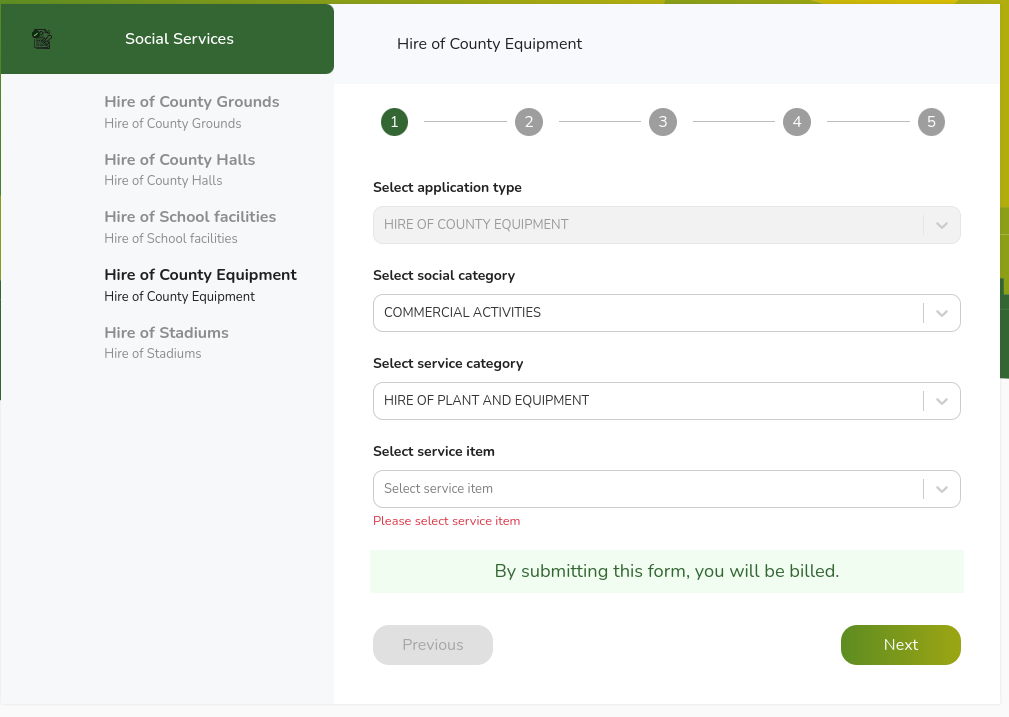 Social Services
Hire of County Grounds
Hire of County Grounds
Hire of County Halls
Hire of County Halls
Hire of School facilities
Hire of School facilities
Hire of County Equipment
Hire of County Equipment
Hire of Stadiums
Hire of Stadiums
Hire of County Equipment
1 2 3 4 5
Select application type
HIRE OF COUNTY EQUIPMENT
Select social category
COMMERCIAL ACTIVITIES
Select service category
HIRE OF PLANT AND EQUIPMENT
Select service item
Select service item
Please select service item
By submitting this form, you will be billed.
Previous
Next